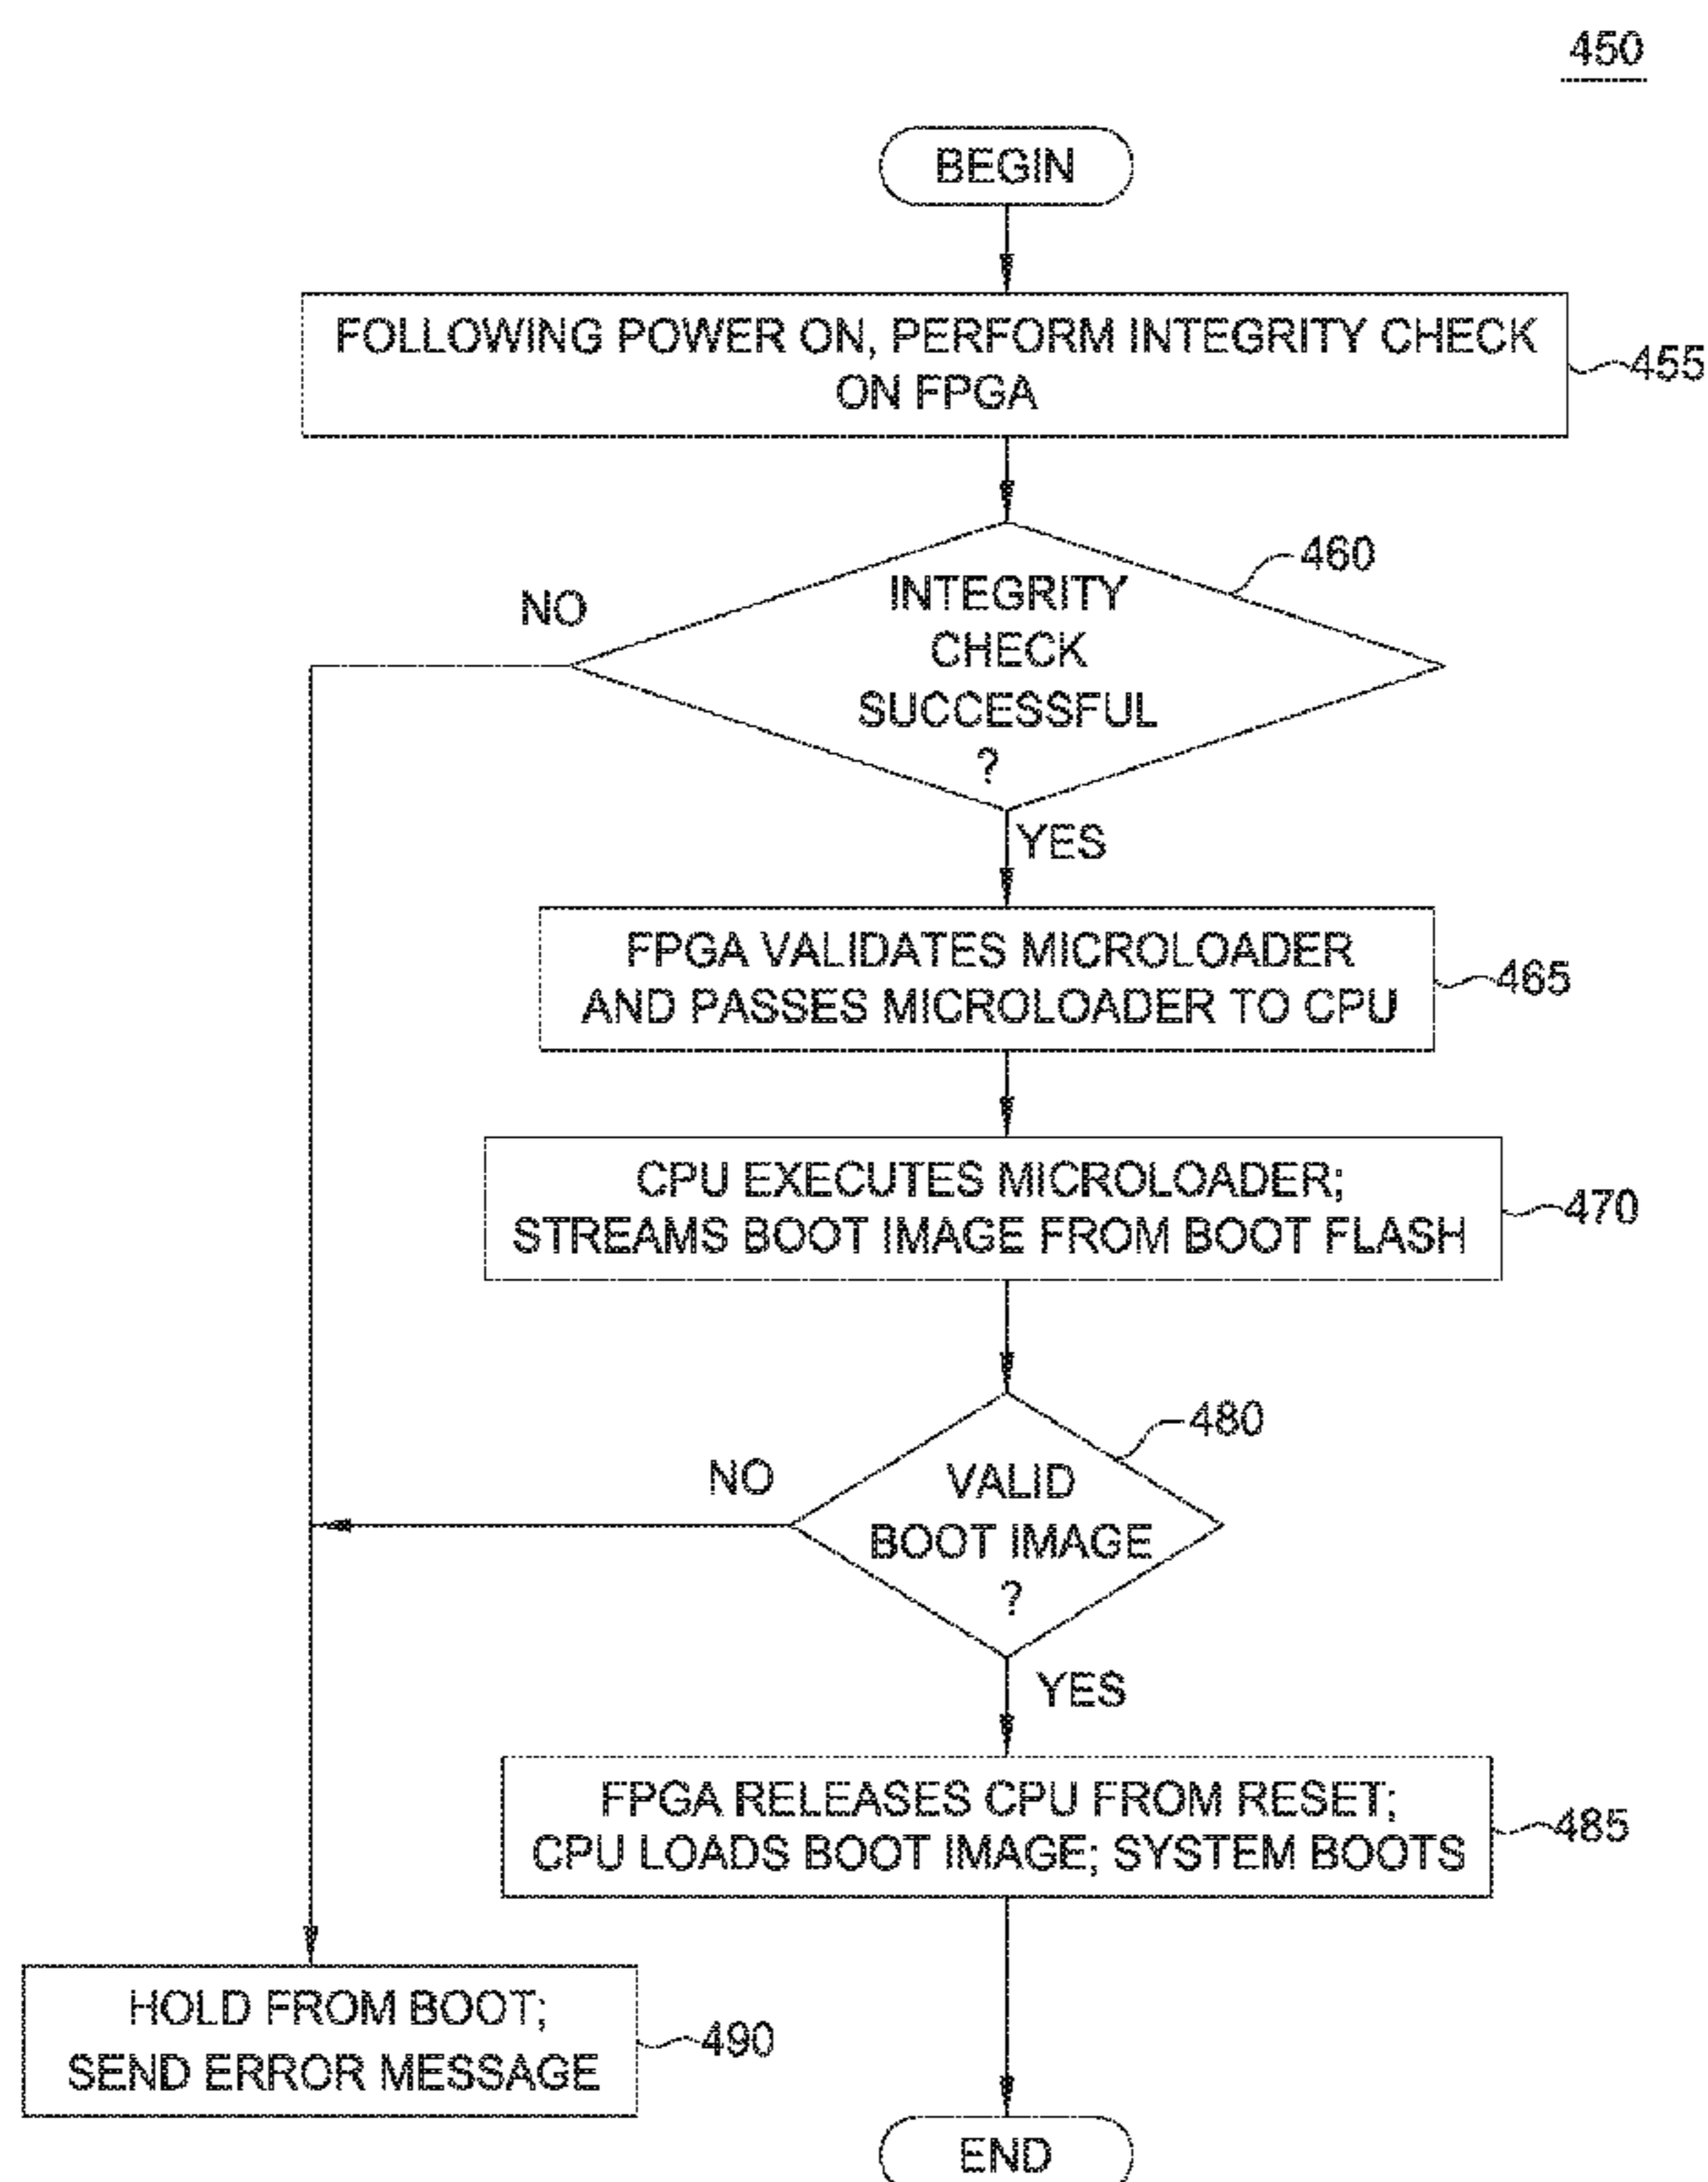 450
BEGIN
FOLLOWING POWER ON, PERFORM INTEGRITY CHECK
ON FPGA
455
460
NO
INTEGRITY
CHECK
SUCCESSFUL
?
YES
FPGA VALIDATES MICROLOADER
AND PASSES MICROLOADER TO CPU
465
CPU EXECUTES MICROLOADER;
STREAMS BOOT IMAGE FROM BOOT FLASH
470
480
NO
VALID
BOOT IMAGE
?
YES
FPGA RELEASES CPU FROM RESET;
CPU LOADS BOOT IMAGE; SYSTEM BOOTS
485
HOLD FROM BOOT;
SEND ERROR MESSAGE
490
END